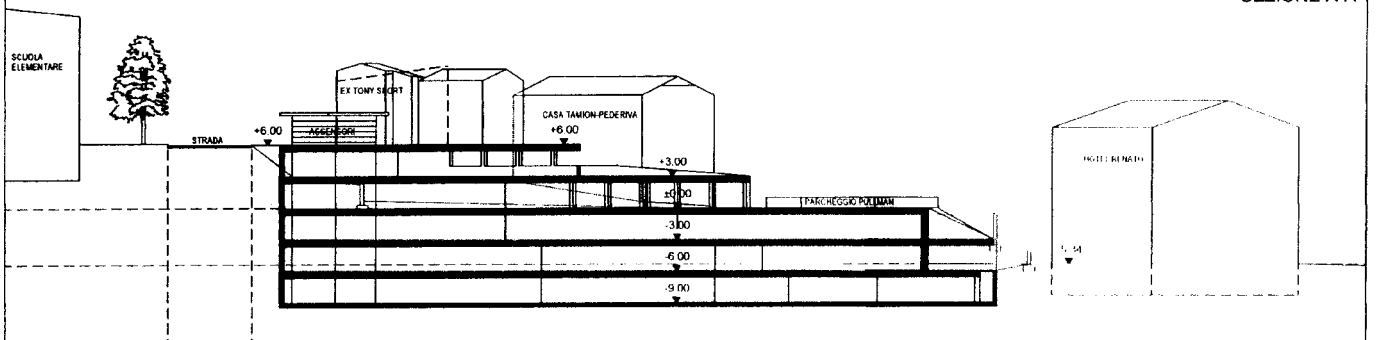 SCUOLA
ELEMENTARE
EX TONY SPORT
CASA TAMION-PEDERIVA
+6.00
ASCENSORI
+6.00
STRADA
+3.00
±0.00
PARCHEGGIO PULLMAN
-3.00
-6.00
-9.00